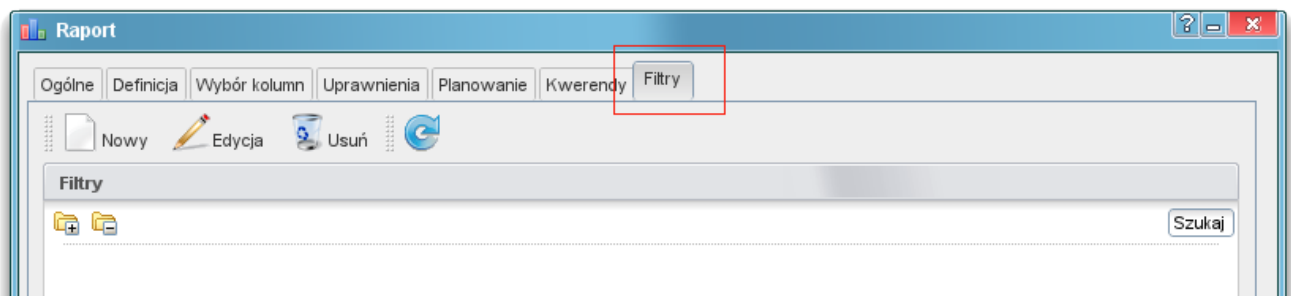 Raport
Ogólne Definicja Wybór kolumn Uprawnienia Planowanie Kwerendy Filtry
Nowy Edycja Usuń
Filtry
Szukaj